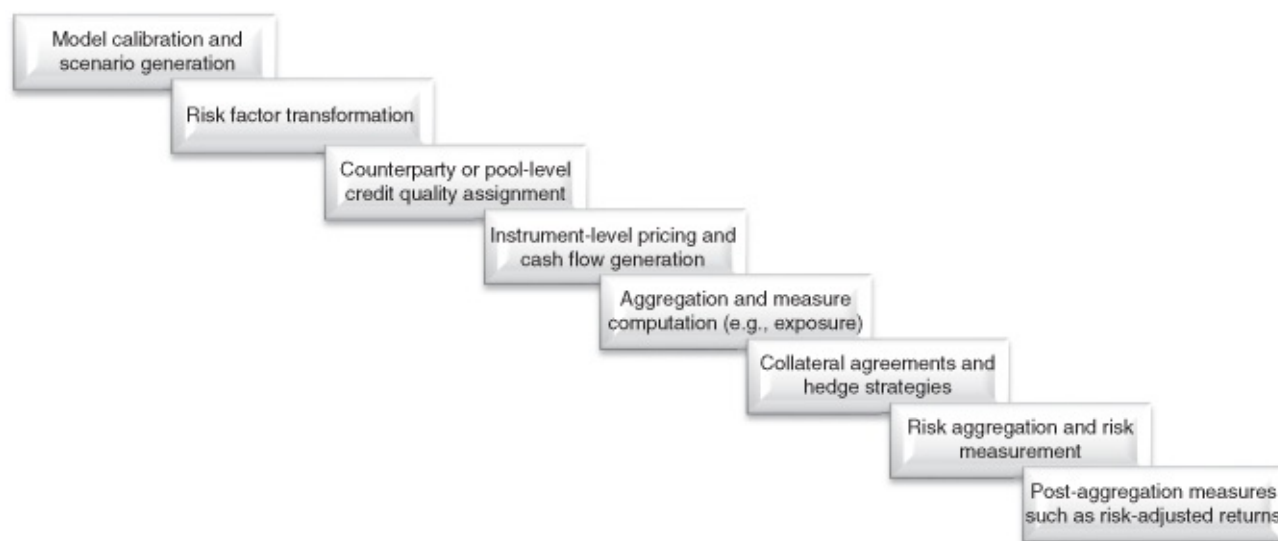 Model calibration and
scenario generation
Risk factor transformation
Counterparty or pool-level
credit quality assignment
Instrument-level pricing and
cash flow generation
Aggregation and measure
computation (e.g., exposure)
Collateral agreements and
hedge strategies
Risk aggregation and risk
measurement
Post-aggregation measures
such as risk-adjusted returns